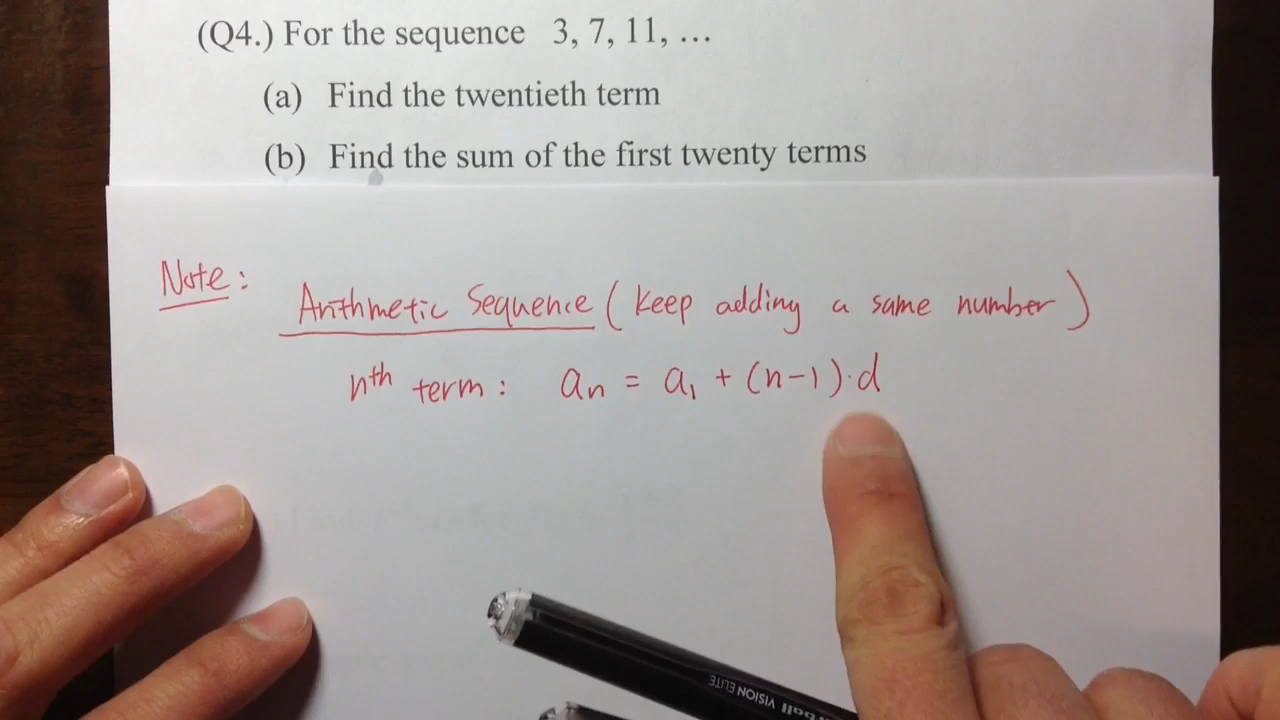 (Q4.) For the sequence 3, 7, 11, ...
(a) Find the twentieth term
(b) Find the sum of the first twenty terms
Note:
Arithmetic Sequence (keep adding a same number)
nth term: an = a1 + (n-1)·d
VISION ELITE